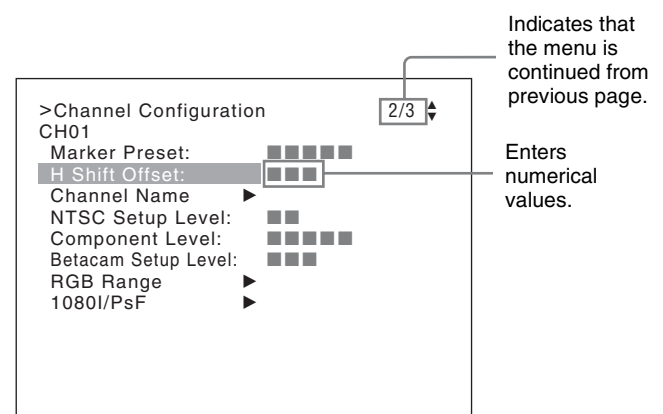 Indicates that
the menu is
continued from
previous page.
>Channel Configuration 2/3
CH01
Marker Preset: ■■■■■
H Shift Offset: ■■■
Enters
numerical
values.
Channel Name ▶
NTSC Setup Level: ■■
Component Level: ■■■■■
Betacam Setup Level: ■■■
RGB Range ▶
1080I/PsF ▶